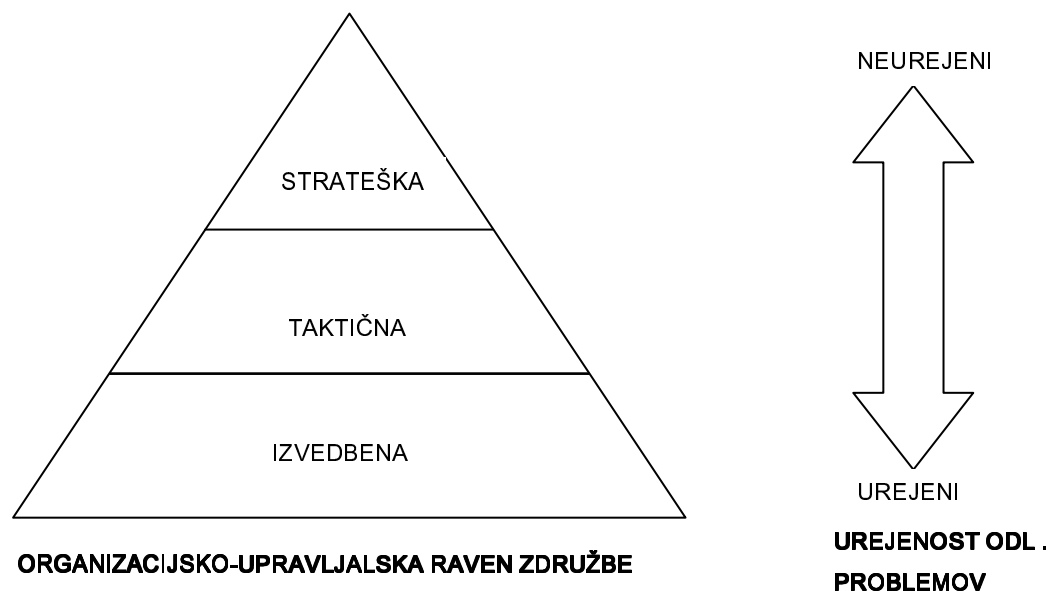 NEUREJENI
STRATEŠKA
TAKTIČNA
IZVEDBENA
UREJENI
ORGANIZACIJSKO-UPRAVLJALSKA RAVEN ZDRUŽBE
UREJENOST ODL .
PROBLEMOV